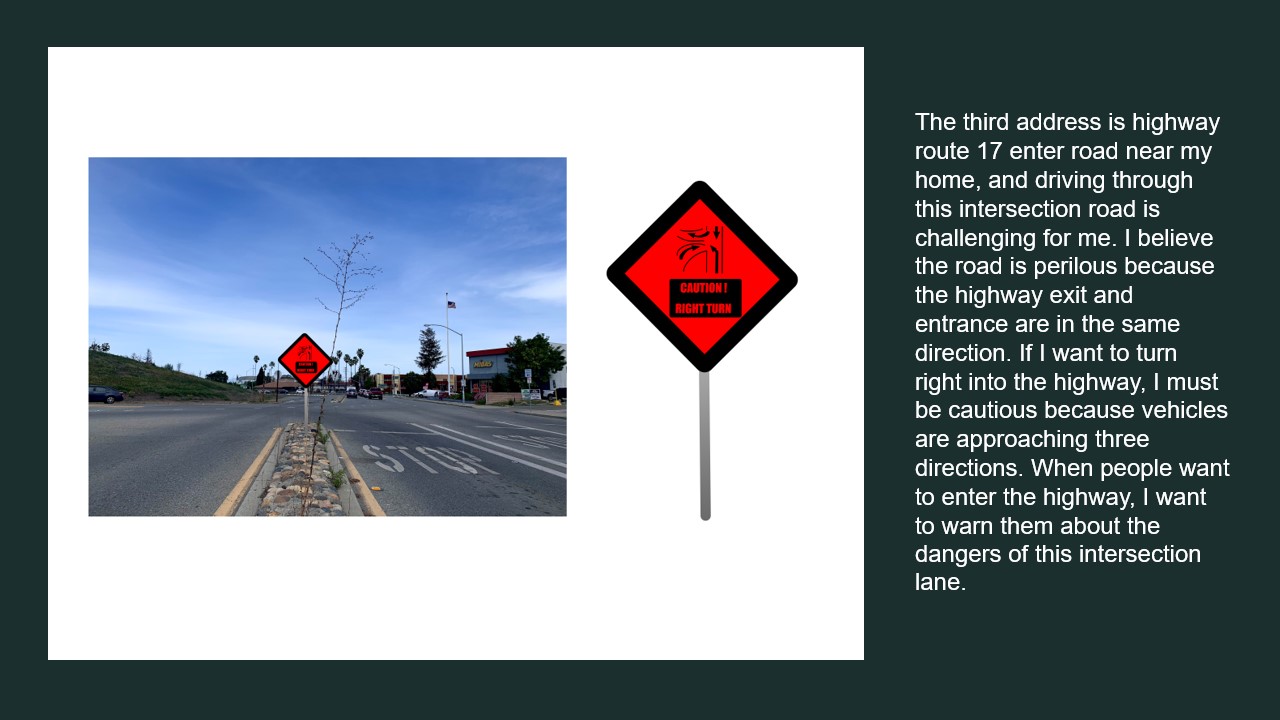 CAUTION !
RIGHT TURN
STOP
The third address is highway
route 17 enter road near my
home, and driving through
this intersection road is
challenging for me. I believe
the road is perilous because
the highway exit and
entrance are in the same
direction. If I want to turn
right into the highway, I must
be cautious because vehicles
are approaching three
directions. When people want
to enter the highway, I want
to warn them about the
dangers of this intersection
lane.